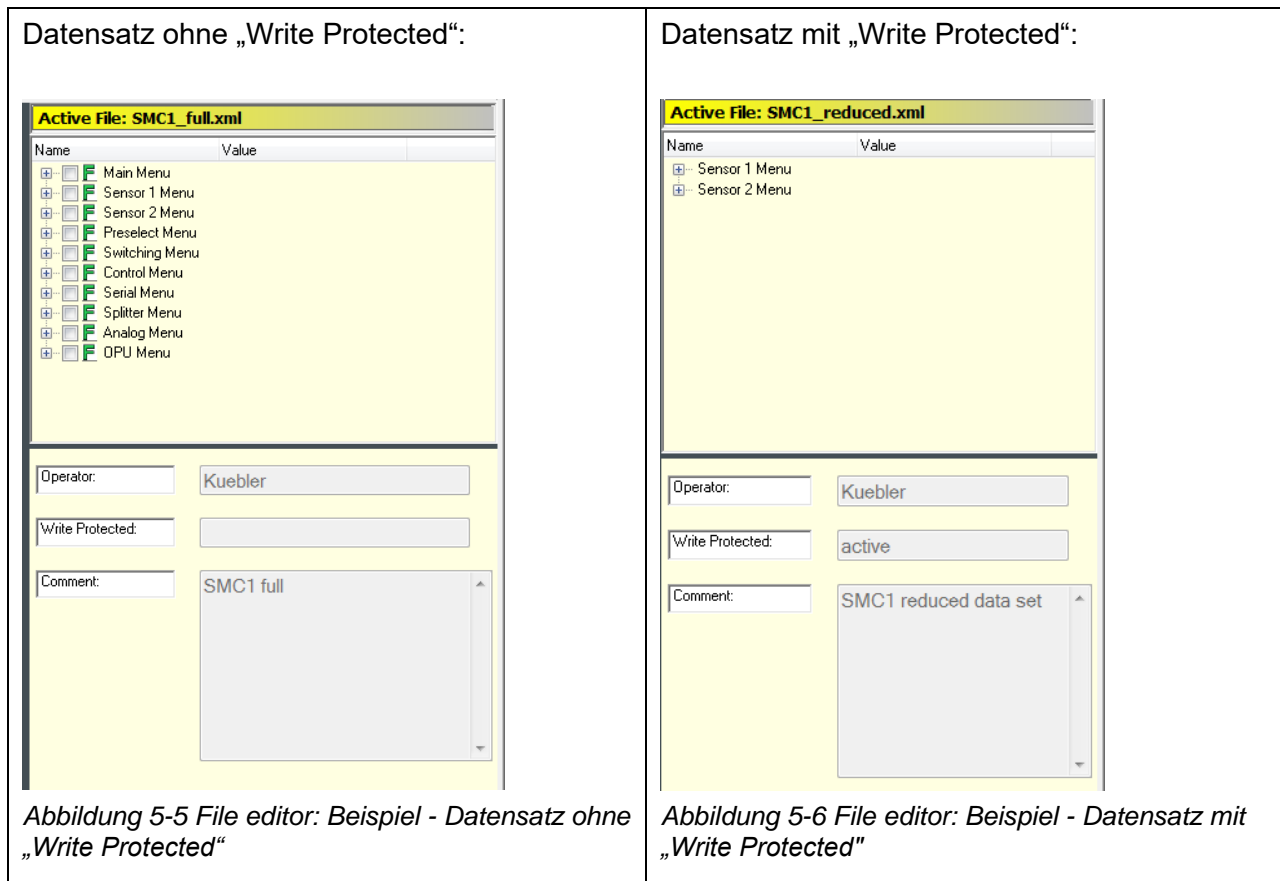 Datensatz ohne „Write Protected“:
Active File: SMC1_full.xml
Name Value
F Main Menu
F Sensor 1 Menu
F Sensor 2 Menu
F Preselect Menu
F Switching Menu
F Control Menu
F Serial Menu
F Splitter Menu
F Analog Menu
F OPU Menu
Operator: Kuebler
Write Protected:
Comment: SMC1 full
Abbildung 5-5 File editor: Beispiel - Datensatz ohne
„Write Protected“
Datensatz mit „Write Protected“:
Active File: SMC1_reduced.xml
Name Value
Sensor 1 Menu
Sensor 2 Menu
Operator: Kuebler
Write Protected: active
Comment: SMC1 reduced data set
Abbildung 5-6 File editor: Beispiel - Datensatz mit
„Write Protected"